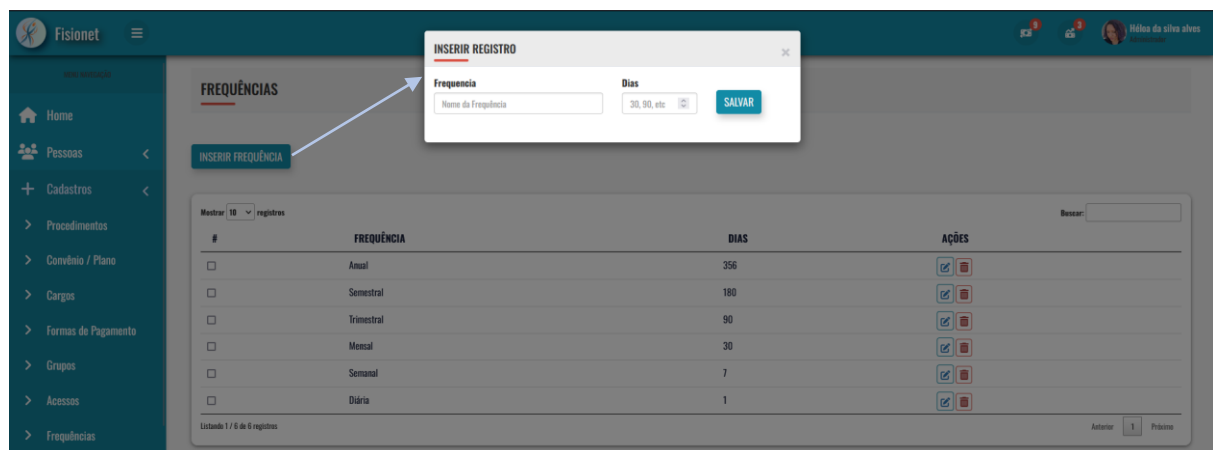 Fisionet
9
3
Héloa da silva alves
INSERIR REGISTRO
×
Frequencia
Dias
Nome da Frequência
30, 90, etc
SALVAR
FREQUÊNCIAS
INSERIR FREQUÊNCIA
Home
Pessoas
Cadastros
Procedimentos
Convênio / Plano
Cargos
Formas de Pagamento
Grupos
Acessos
Frequências
Mostrar 10 registros
Buscar:
# FREQUÊNCIA DIAS AÇÕES
Anual 356
Semestral 180
Trimestral 90
Mensal 30
Semanal 7
Diária 1
Listando 1 / 6 de 6 registros
Anterior 1 Próximo